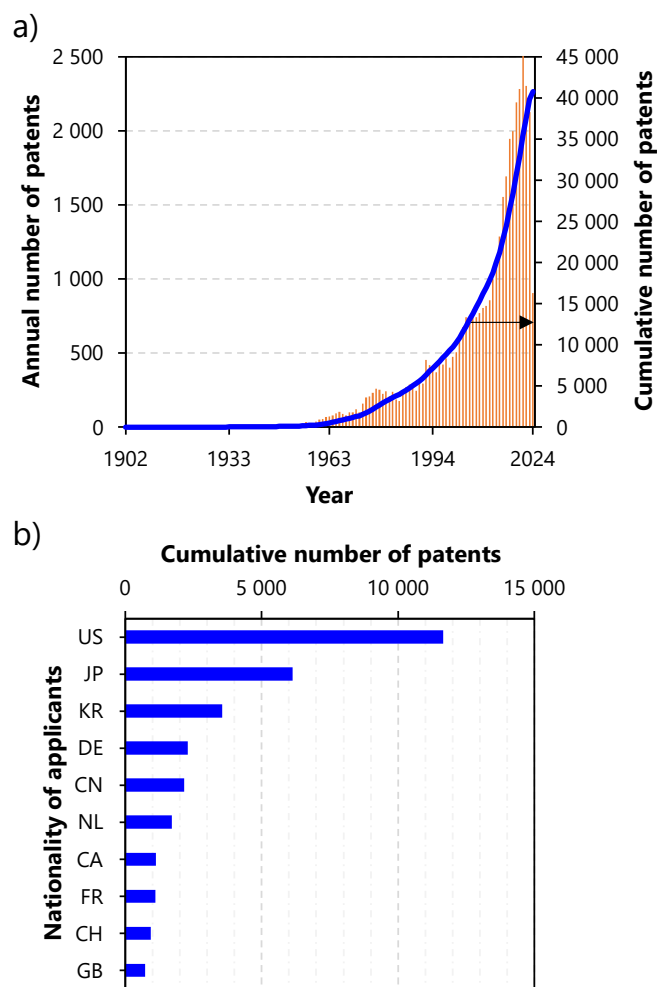 a)
Annual number of patents
2 500
2 000
1 500
1 000
500
0
45 000
40 000
35 000
30 000
25 000
20 000
15 000
10 000
5 000
0
Cumulative number of patents
1902 1933 1963 1994 2024
Year
b)
Cumulative number of patents
0 5 000 10 000 15 000
Nationality of applicants
US
JP
KR
DE
CN
NL
CA
FR
CH
GB